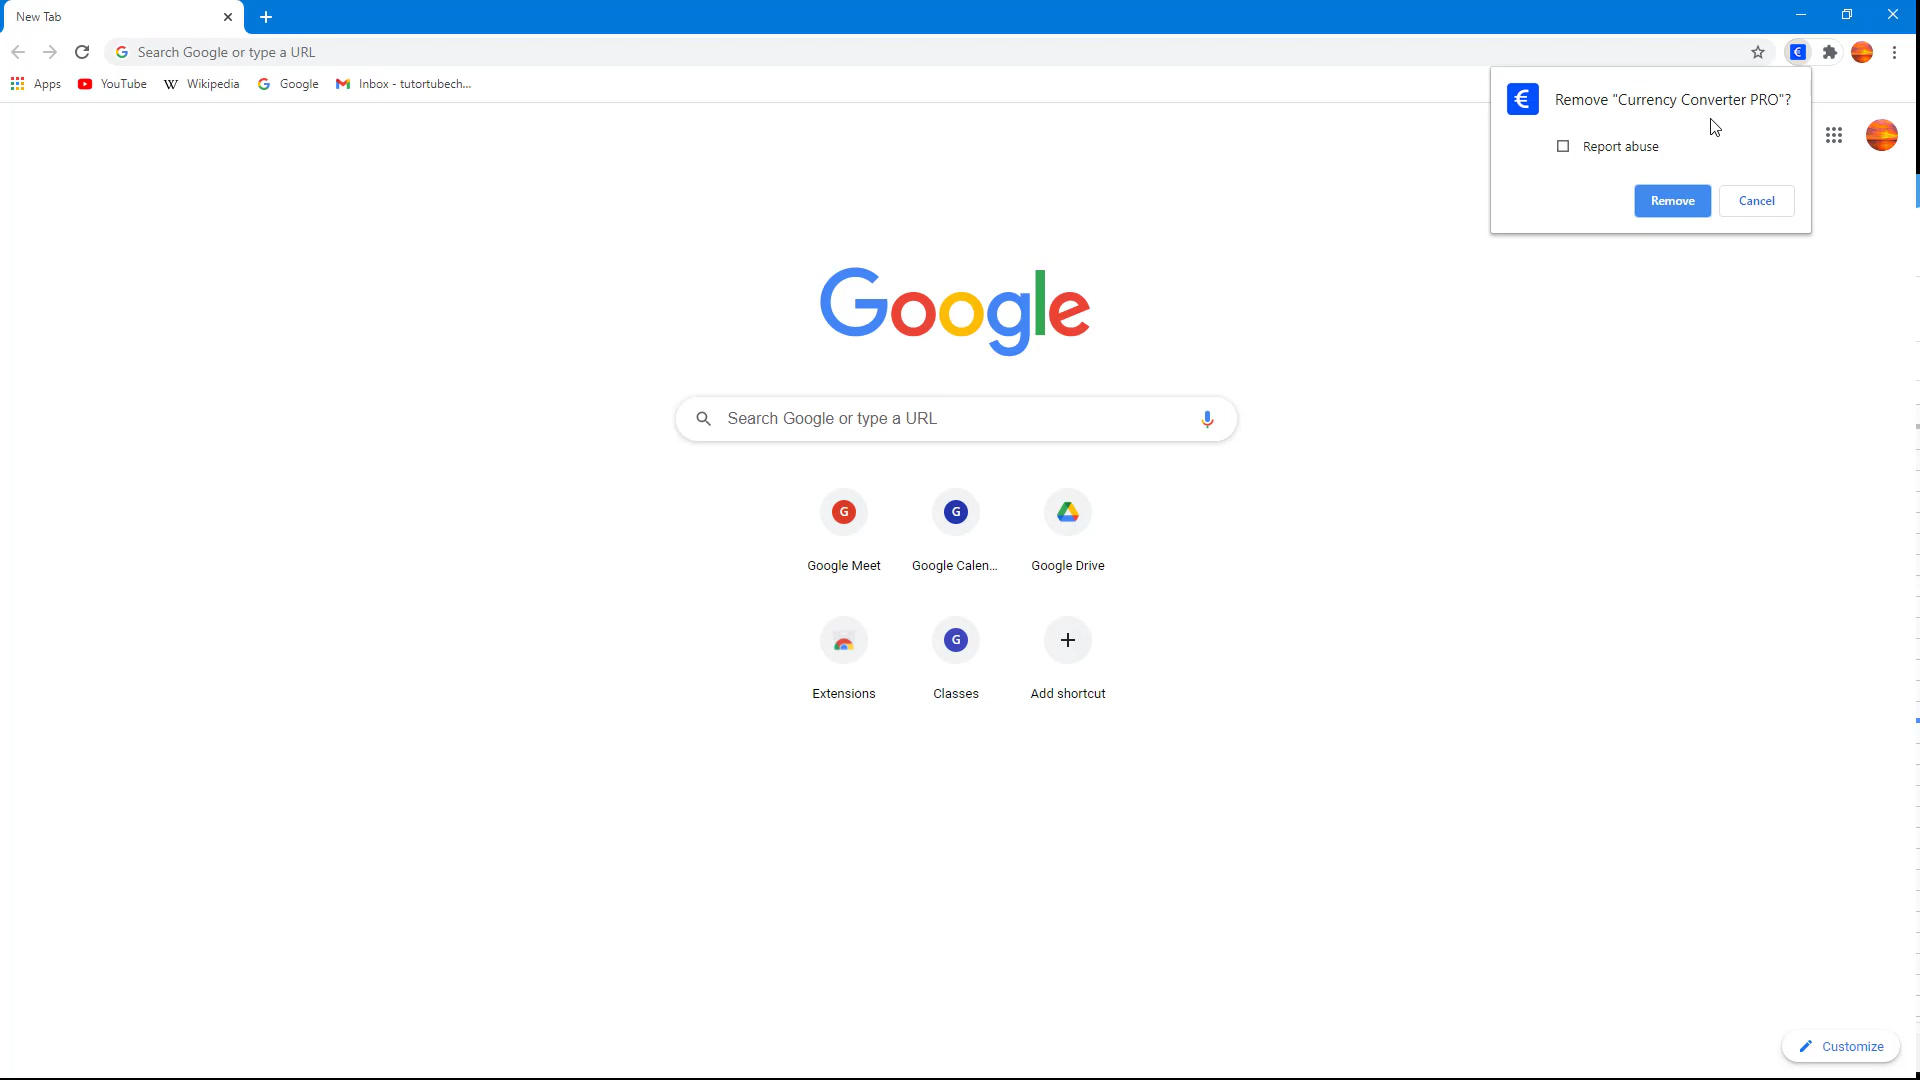 New Tab
Search Google or type a URL
€
Apps YouTube W Wikipedia Google Inbox - tutortubech...
€ Remove "Currency Converter PRO"?
Report abuse
Remove Cancel
Google
Search Google or type a URL
G G
Google Meet Google Calen... Google Drive
G
Extensions Classes Add shortcut
Customize